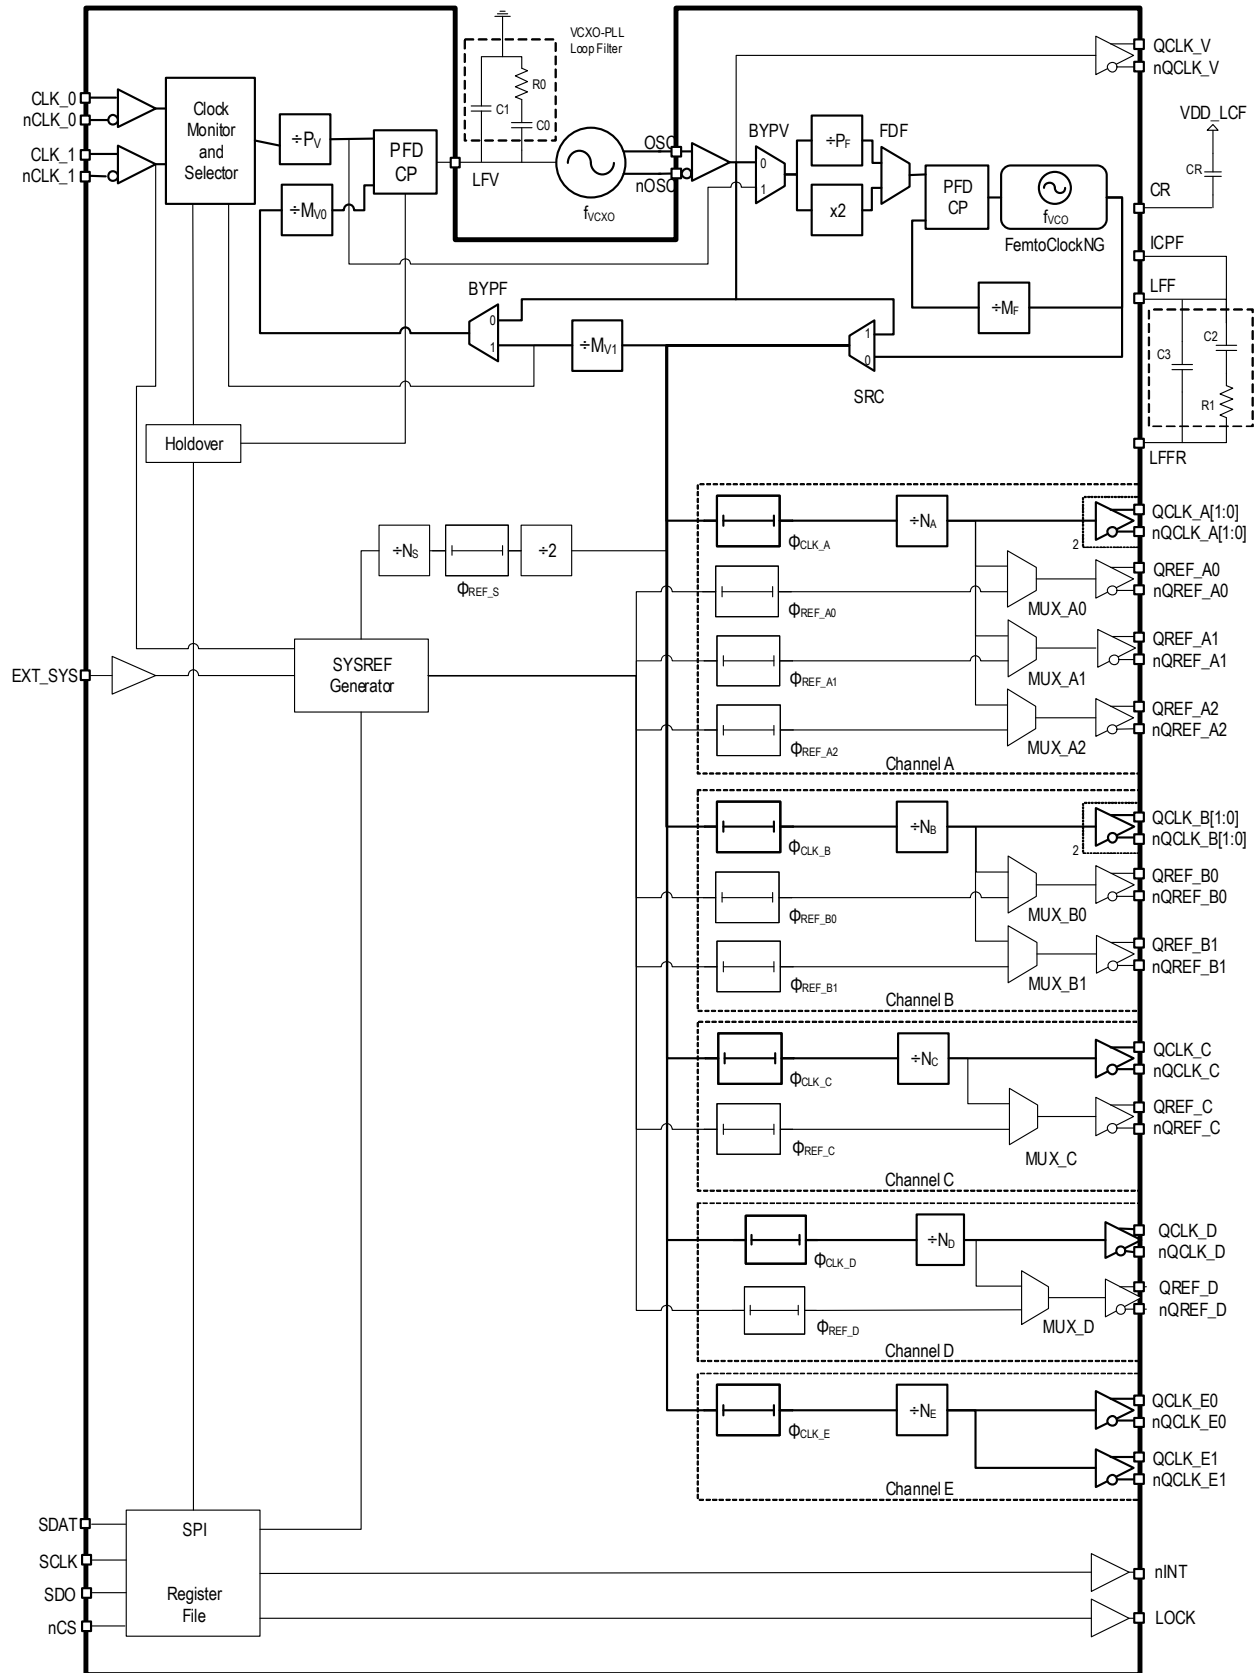 VCXO-PLL
Loop Filter
R0
C1
C0
QCLK_V
nQCLK_V
CLK_0
nCLK_0
CLK_1
nCLK_1
Clock
Monitor
and
Selector
÷PV
PFD
CP
÷MV0
LFV
fVCXO
OSC
nOSC
BYPV
0
1
÷PF
x2
FDF
PFD
CP
fVCO
FemtoClockNG
÷MF
VDD_LCF
CR
CR
ICPF
LFF
C3
C2
R1
LFFR
BYPF
0
1
÷MV1
1
0
SRC
Holdover
÷NS
ΦREF_S
÷2
EXT_SYS
SYSREF
Generator
ΦCLK_A
÷NA
2
QCLK_A[1:0]
nQCLK_A[1:0]
ΦREF_A0
MUX_A0
QREF_A0
nQREF_A0
ΦREF_A1
MUX_A1
QREF_A1
nQREF_A1
ΦREF_A2
MUX_A2
QREF_A2
nQREF_A2
Channel A
ΦCLK_B
÷NB
2
QCLK_B[1:0]
nQCLK_B[1:0]
ΦREF_B0
MUX_B0
QREF_B0
nQREF_B0
ΦREF_B1
MUX_B1
QREF_B1
nQREF_B1
Channel B
ΦCLK_C
÷NC
QCLK_C
nQCLK_C
ΦREF_C
MUX_C
QREF_C
nQREF_C
Channel C
ΦCLK_D
÷ND
QCLK_D
nQCLK_D
ΦREF_D
MUX_D
QREF_D
nQREF_D
Channel D
ΦCLK_E
÷NE
QCLK_E0
nQCLK_E0
QCLK_E1
nQCLK_E1
Channel E
SDAT
SCLK
SDO
nCS
SPI
Register
File
nINT
LOCK